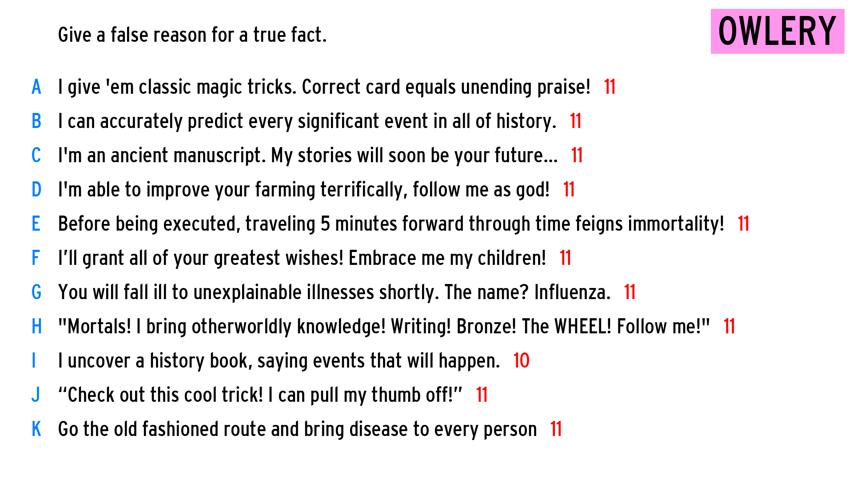 Give a false reason for a true fact.
OWLERY
A I give 'em classic magic tricks. Correct card equals unending praise! 11
B I can accurately predict every significant event in all of history. 11
C I'm an ancient manuscript. My stories will soon be your future... 11
D I'm able to improve your farming terrifically, follow me as god! 11
E Before being executed, traveling 5 minutes forward through time feigns immortality! 11
F I’ll grant all of your greatest wishes! Embrace me my children! 11
G You will fall ill to unexplainable illnesses shortly. The name? Influenza. 11
H "Mortals! I bring otherworldly knowledge! Writing! Bronze! The WHEEL! Follow me!" 11
I I uncover a history book, saying events that will happen. 10
J “Check out this cool trick! I can pull my thumb off!” 11
K Go the old fashioned route and bring disease to every person 11